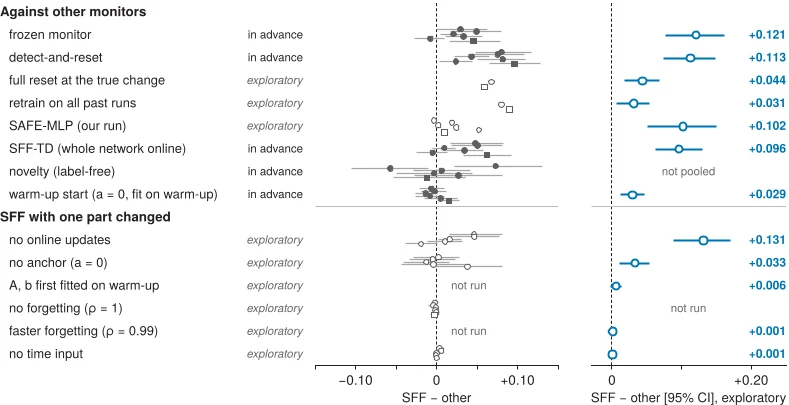 Against other monitors
frozen monitor in advance +0.121
detect-and-reset in advance +0.113
full reset at the true change exploratory +0.044
retrain on all past runs exploratory +0.031
SAFE-MLP (our run) exploratory +0.102
SFF-TD (whole network online) in advance +0.096
novelty (label-free) in advance not pooled
warm-up start (a = 0, fit on warm-up) in advance +0.029
SFF with one part changed
no online updates exploratory +0.131
no anchor (a = 0) exploratory +0.033
A, b first fitted on warm-up exploratory not run +0.006
no forgetting (ρ = 1) exploratory not run
faster forgetting (ρ = 0.99) exploratory not run +0.001
no time input exploratory +0.001
−0.10 0 +0.10 0 +0.20
SFF − other SFF − other [95% CI], exploratory